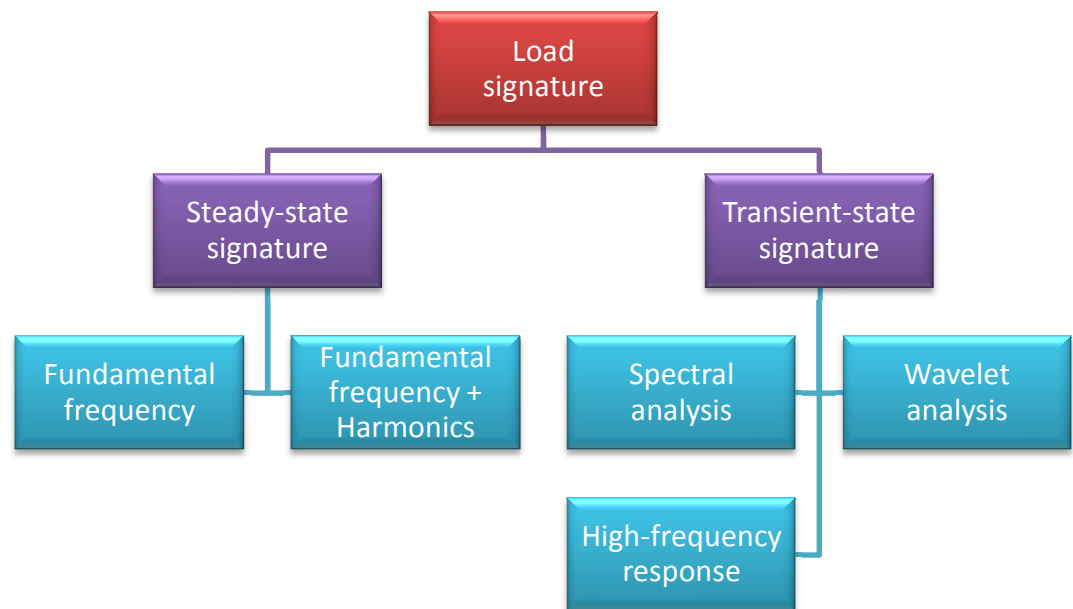 Load
signature
Steady-state
signature
Transient-state
signature
Fundamental
frequency
Fundamental
frequency +
Harmonics
Spectral
analysis
Wavelet
analysis
High-frequency
response